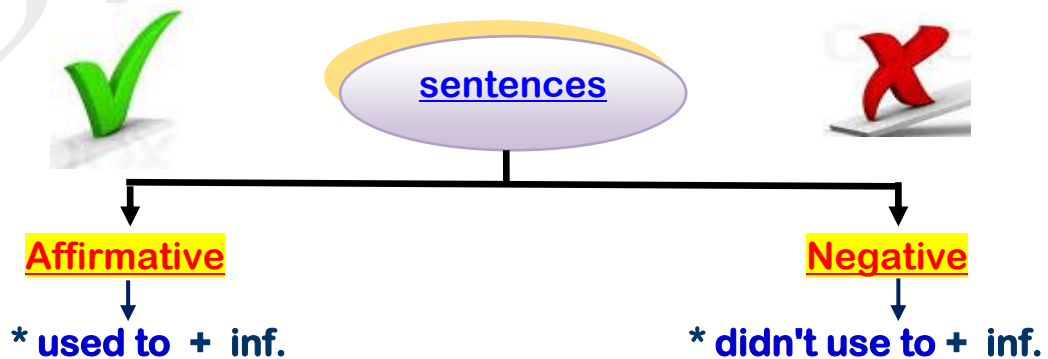 sentences
Affirmative
Negative
* used to + inf.
* didn't use to + inf.